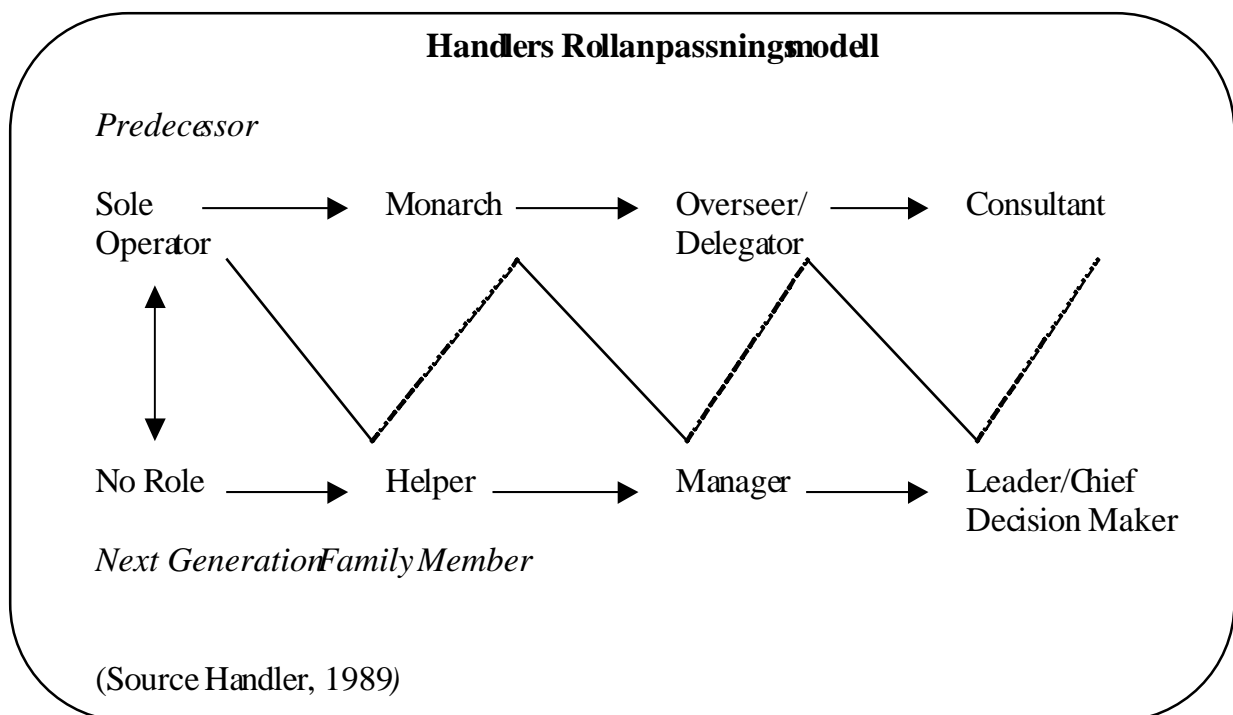 Handlers Rollanpassningsmodell
Predecessor
Sole Operator
Monarch
Overseer/
Delegator
Consultant
No Role
Helper
Manager
Leader/Chief
Decision Maker
Next Generation Family Member
(Source Handler, 1989)